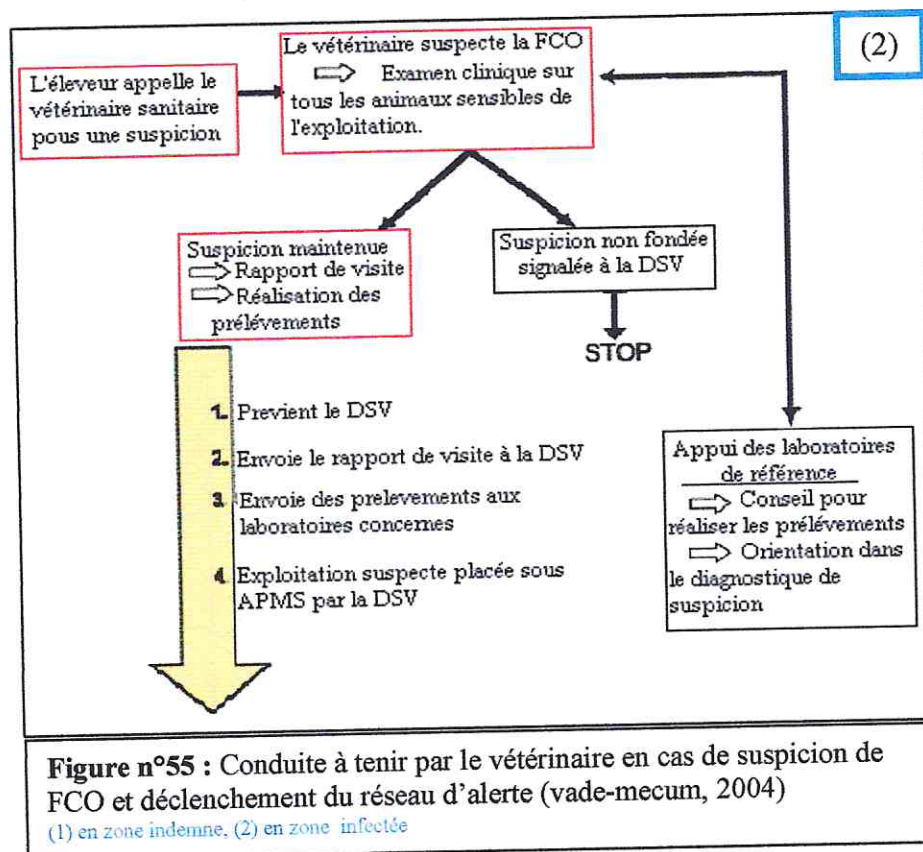 (2)
L'éleveur appelle le
vétérinaire sanitaire
pous une suspicion
Le vétérinaire suspecte la FCO
Examen clinique sur
tous les animaux sensibles de
l'exploitation.
Suspicion maintenue
Rapport de visite
Réalisation des
prélévements
Suspicion non fondée
signalée à la DSV
STOP
1. Previent le DSV
2. Envoie le rapport de visite à la DSV
3 Envoie des prelevements aux
laboratoires concernes
4. Exploitation suspecte placée sous
APMS par la DSV
Appui des laboratoires
de référence
Conseil pour
réaliser les prélévements
Orientation dans
le diagnostique de
suspicion
Figure n°55 : Conduite à tenir par le vétérinaire en cas de suspicion de
FCO et déclenchement du réseau d'alerte (vade-mecum, 2004)
(1) en zone indemne, (2) en zone infectée